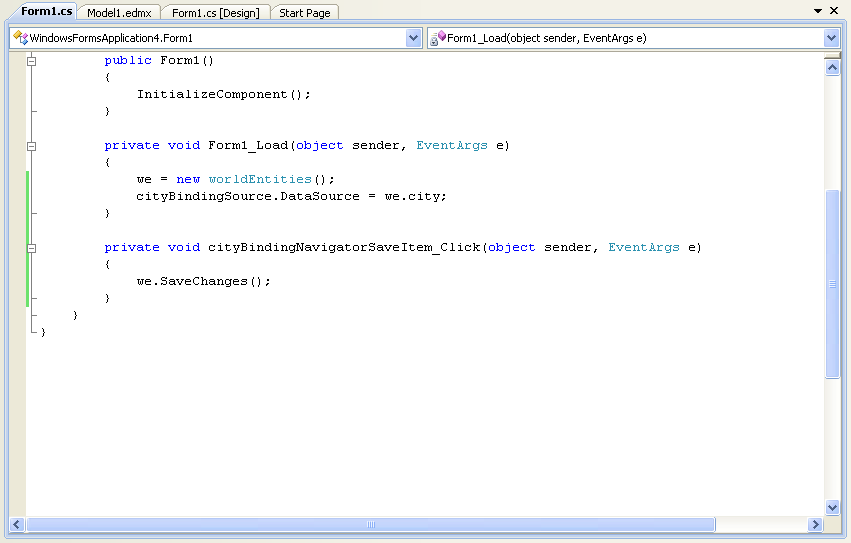 Form1.cs Model1.edmx Form1.cs [Design] Start Page
WindowsFormsApplication4.Form1 Form1_Load(object sender, EventArgs e)
public Form1()
{
InitializeComponent();
}
private void Form1_Load(object sender, EventArgs e)
{
we = new worldEntities();
cityBindingSource.DataSource = we.city;
}
private void cityBindingNavigatorSaveItem_Click(object sender, EventArgs e)
{
we.SaveChanges();
}
}
}